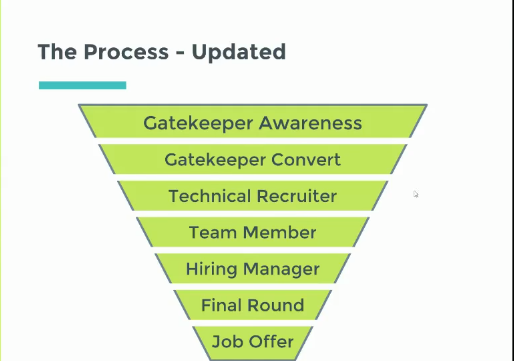 The Process - Updated
Gatekeeper Awareness
Gatekeeper Convert
Technical Recruiter
Team Member
Hiring Manager
Final Round
Job Offer